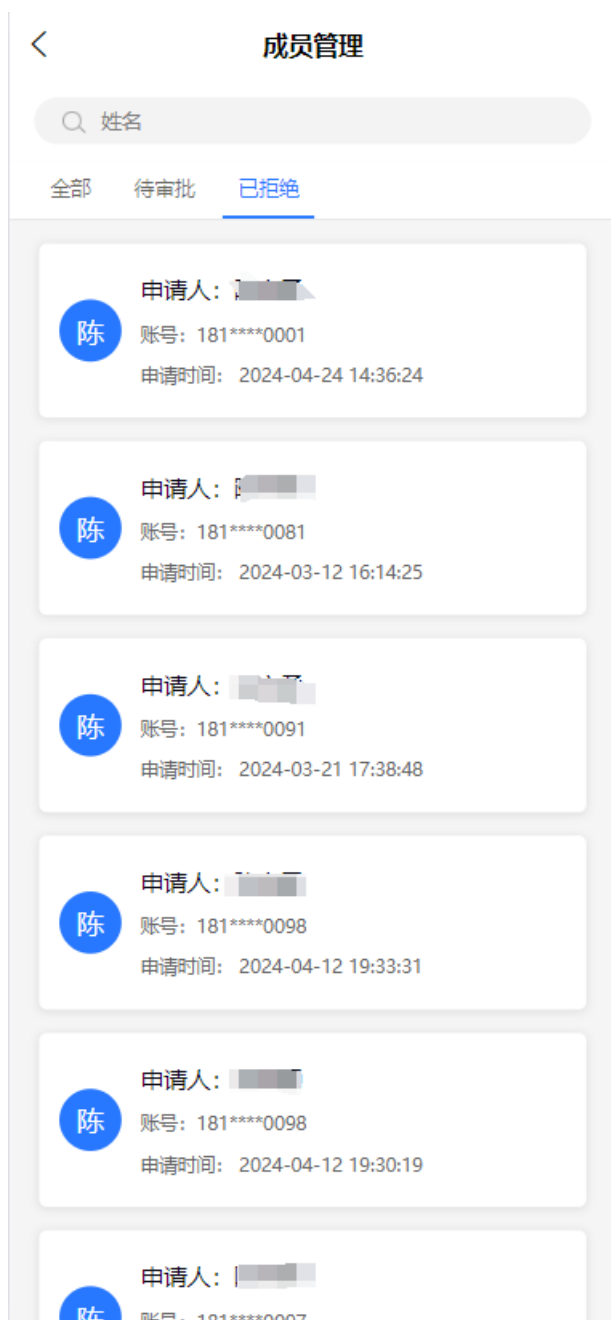 成员管理
姓名
全部 待审批 已拒绝
申请人：
陈
账号：181****0001
申请时间： 2024-04-24 14:36:24
申请人：
陈
账号：181****0081
申请时间： 2024-03-12 16:14:25
申请人：
陈
账号：181****0091
申请时间： 2024-03-21 17:38:48
申请人：
陈
账号：181****0098
申请时间： 2024-04-12 19:33:31
申请人：
陈
账号：181****0098
申请时间： 2024-04-12 19:30:19
申请人：
陈
账号：181****0097